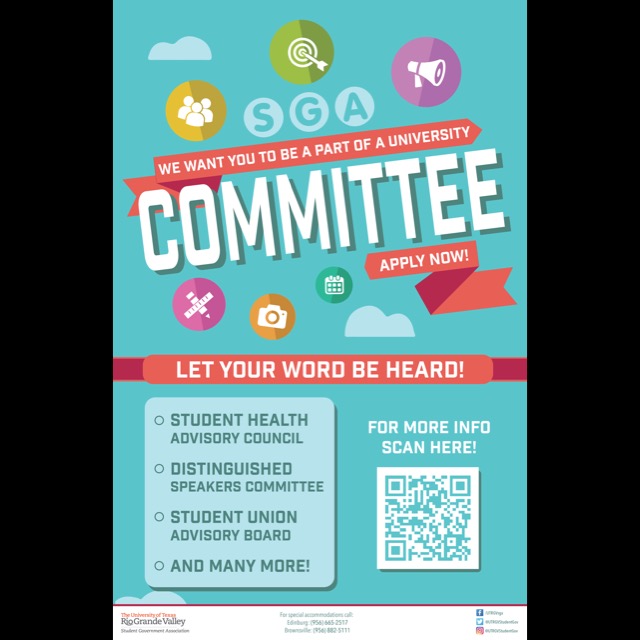 SGA
WE WANT YOU TO BE A PART OF A UNIVERSITY
COMMITTEE
APPLY NOW!
LET YOUR WORD BE HEARD!
STUDENT HEALTH
ADVISORY COUNCIL
DISTINGUISHED
SPEAKERS COMMITTEE
STUDENT UNION
ADVISORY BOARD
AND MANY MORE!
FOR MORE INFO
SCAN HERE!
The University of Texas
Rio Grande Valley
Student Government Association
For special accommodations call:
Edinburg: (956) 665-2517
Brownsville: (956) 882-5111